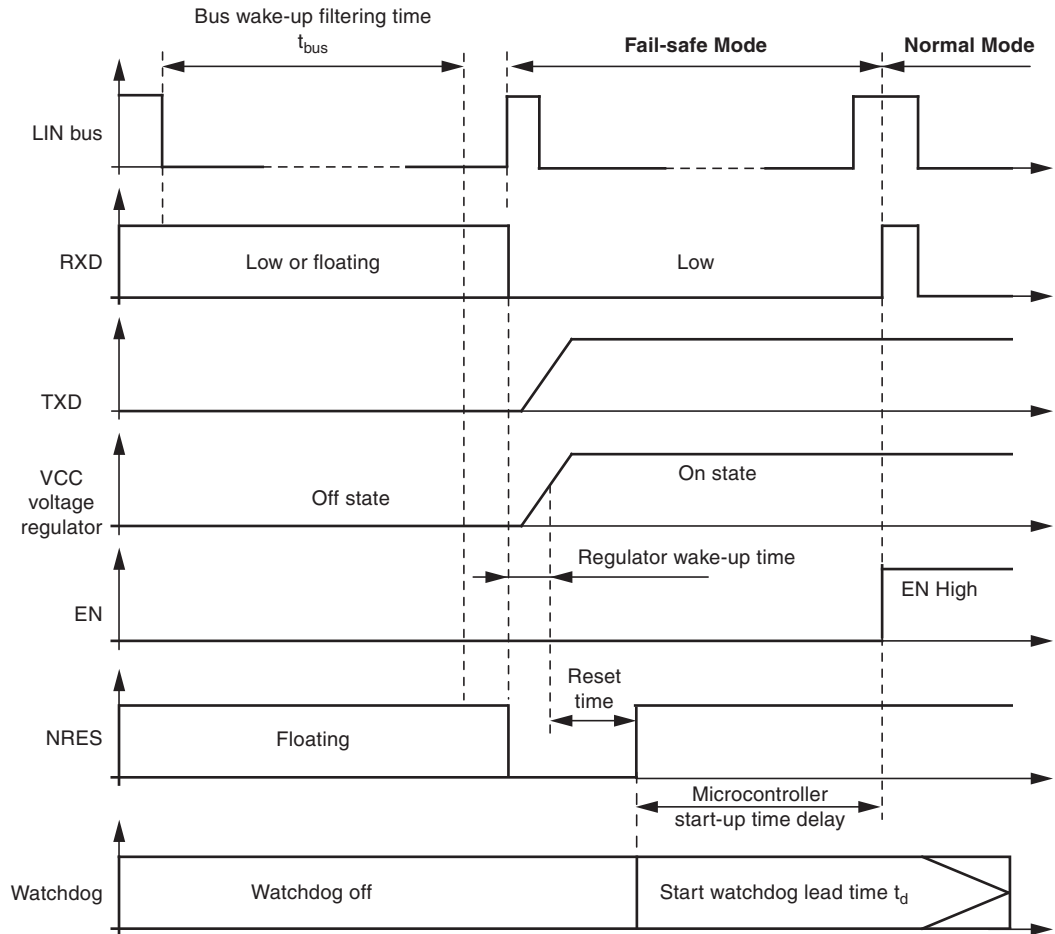 Bus wake-up filtering time
tbus
Fail-safe Mode
Normal Mode
LIN bus
RXD
Low or floating
Low
TXD
VCC
voltage
regulator
Off state
On state
Regulator wake-up time
EN
EN High
Reset
time
NRES
Floating
Microcontroller
start-up time delay
Watchdog
Watchdog off
Start watchdog lead time td